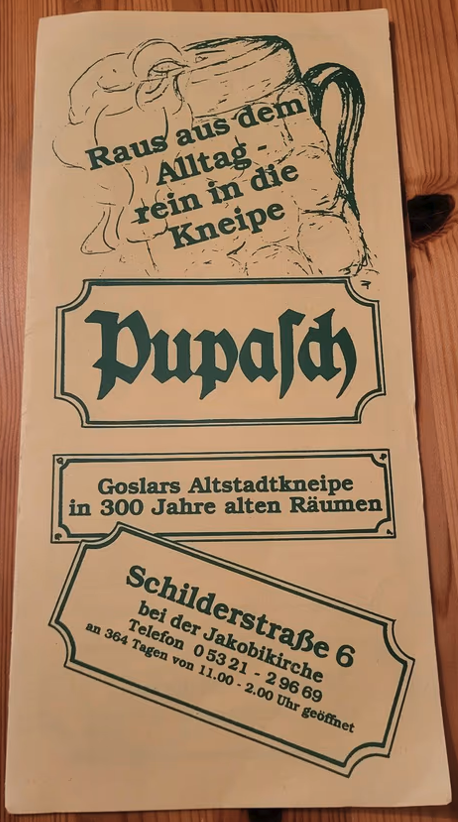 Raus aus dem
Alltag -
rein in die
Kneipe
Pupaſch
Goslars Altstadtkneipe
in 300 Jahre alten Räumen
Schilderstraße 6
bei der Jakobikirche
Telefon 0 53 21 - 2 96 69
an 364 Tagen von 11.00 - 2.00 Uhr geöffnet